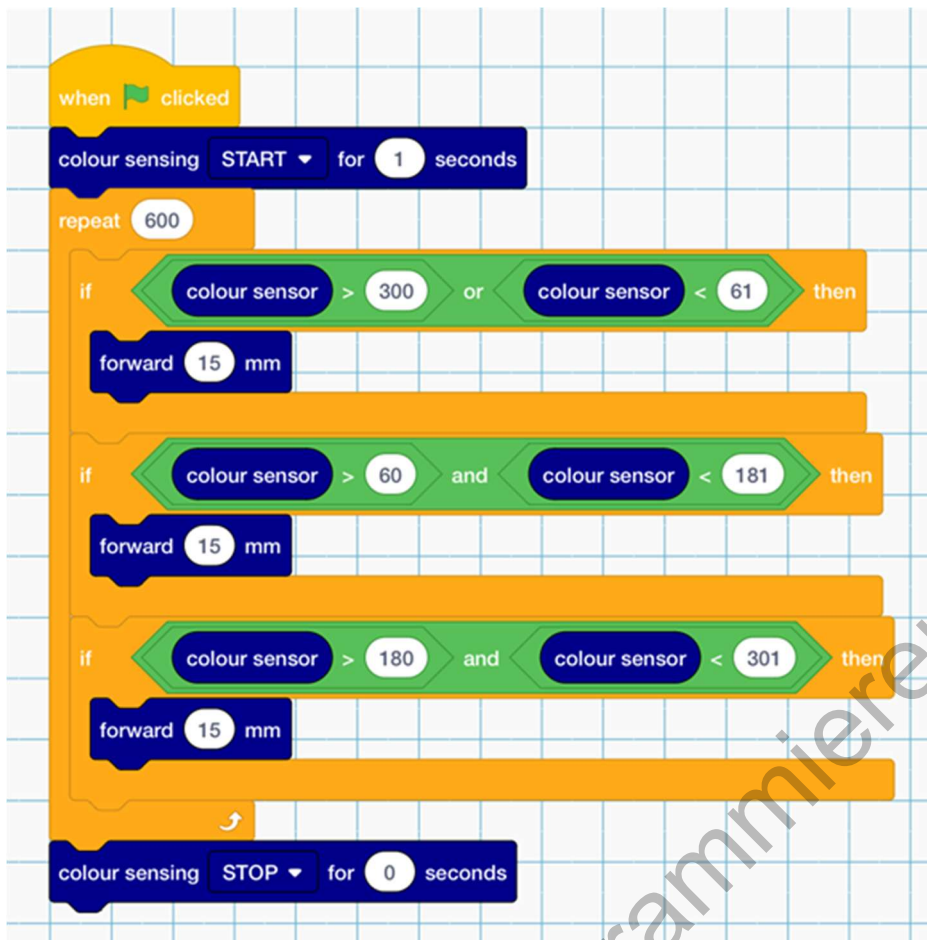 when clicked
colour sensing START for 1 seconds
repeat 600
if colour sensor > 300 or colour sensor < 61 then
forward 15 mm
if colour sensor > 60 and colour sensor < 181 then
forward 15 mm
if colour sensor > 180 and colour sensor < 301 then
forward 15 mm
colour sensing STOP for 0 seconds